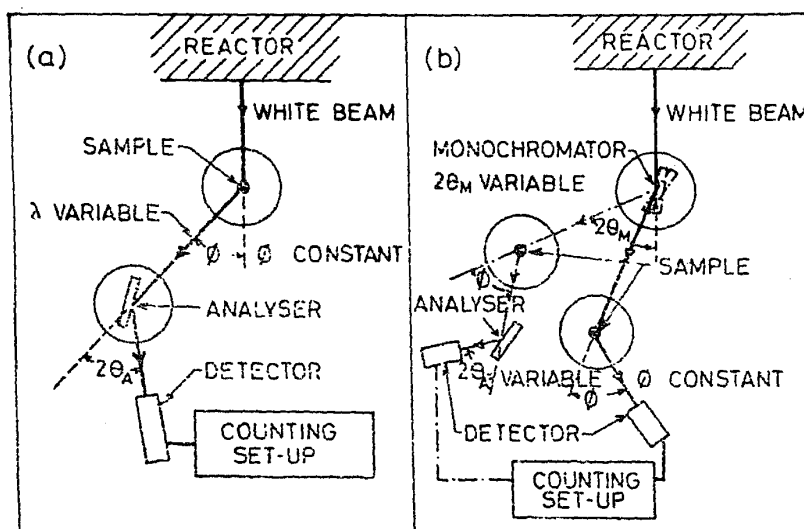 (a)
REACTOR
WHITE BEAM
SAMPLE
λ VARIABLE
Ø
Ø CONSTANT
ANALYSER
2θA
DETECTOR
COUNTING
SET-UP
(b)
REACTOR
WHITE BEAM
MONOCHROMATOR
2θM VARIABLE
2θM
SAMPLE
Ø
ANALYSER
2θA VARIABLE
Ø CONSTANT
Ø
DETECTOR
COUNTING
SET-UP